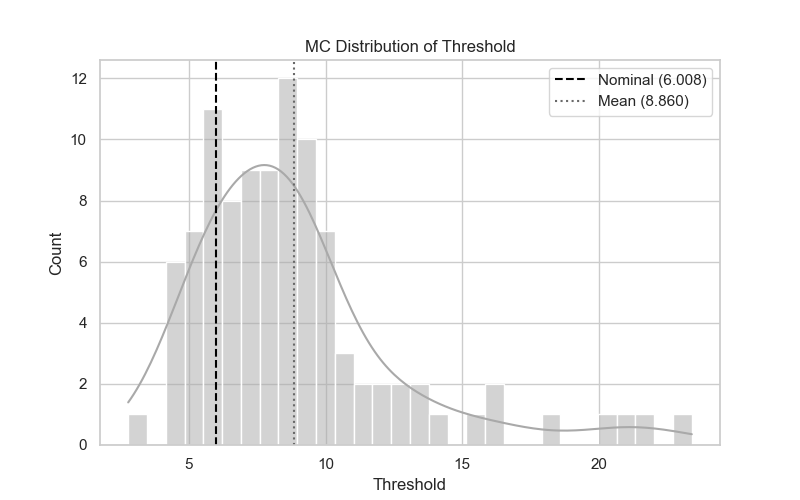 MC Distribution of Threshold
Nominal (6.008)
Mean (8.860)
12
10
8
6
4
2
0
Count
5
10
15
20
Threshold